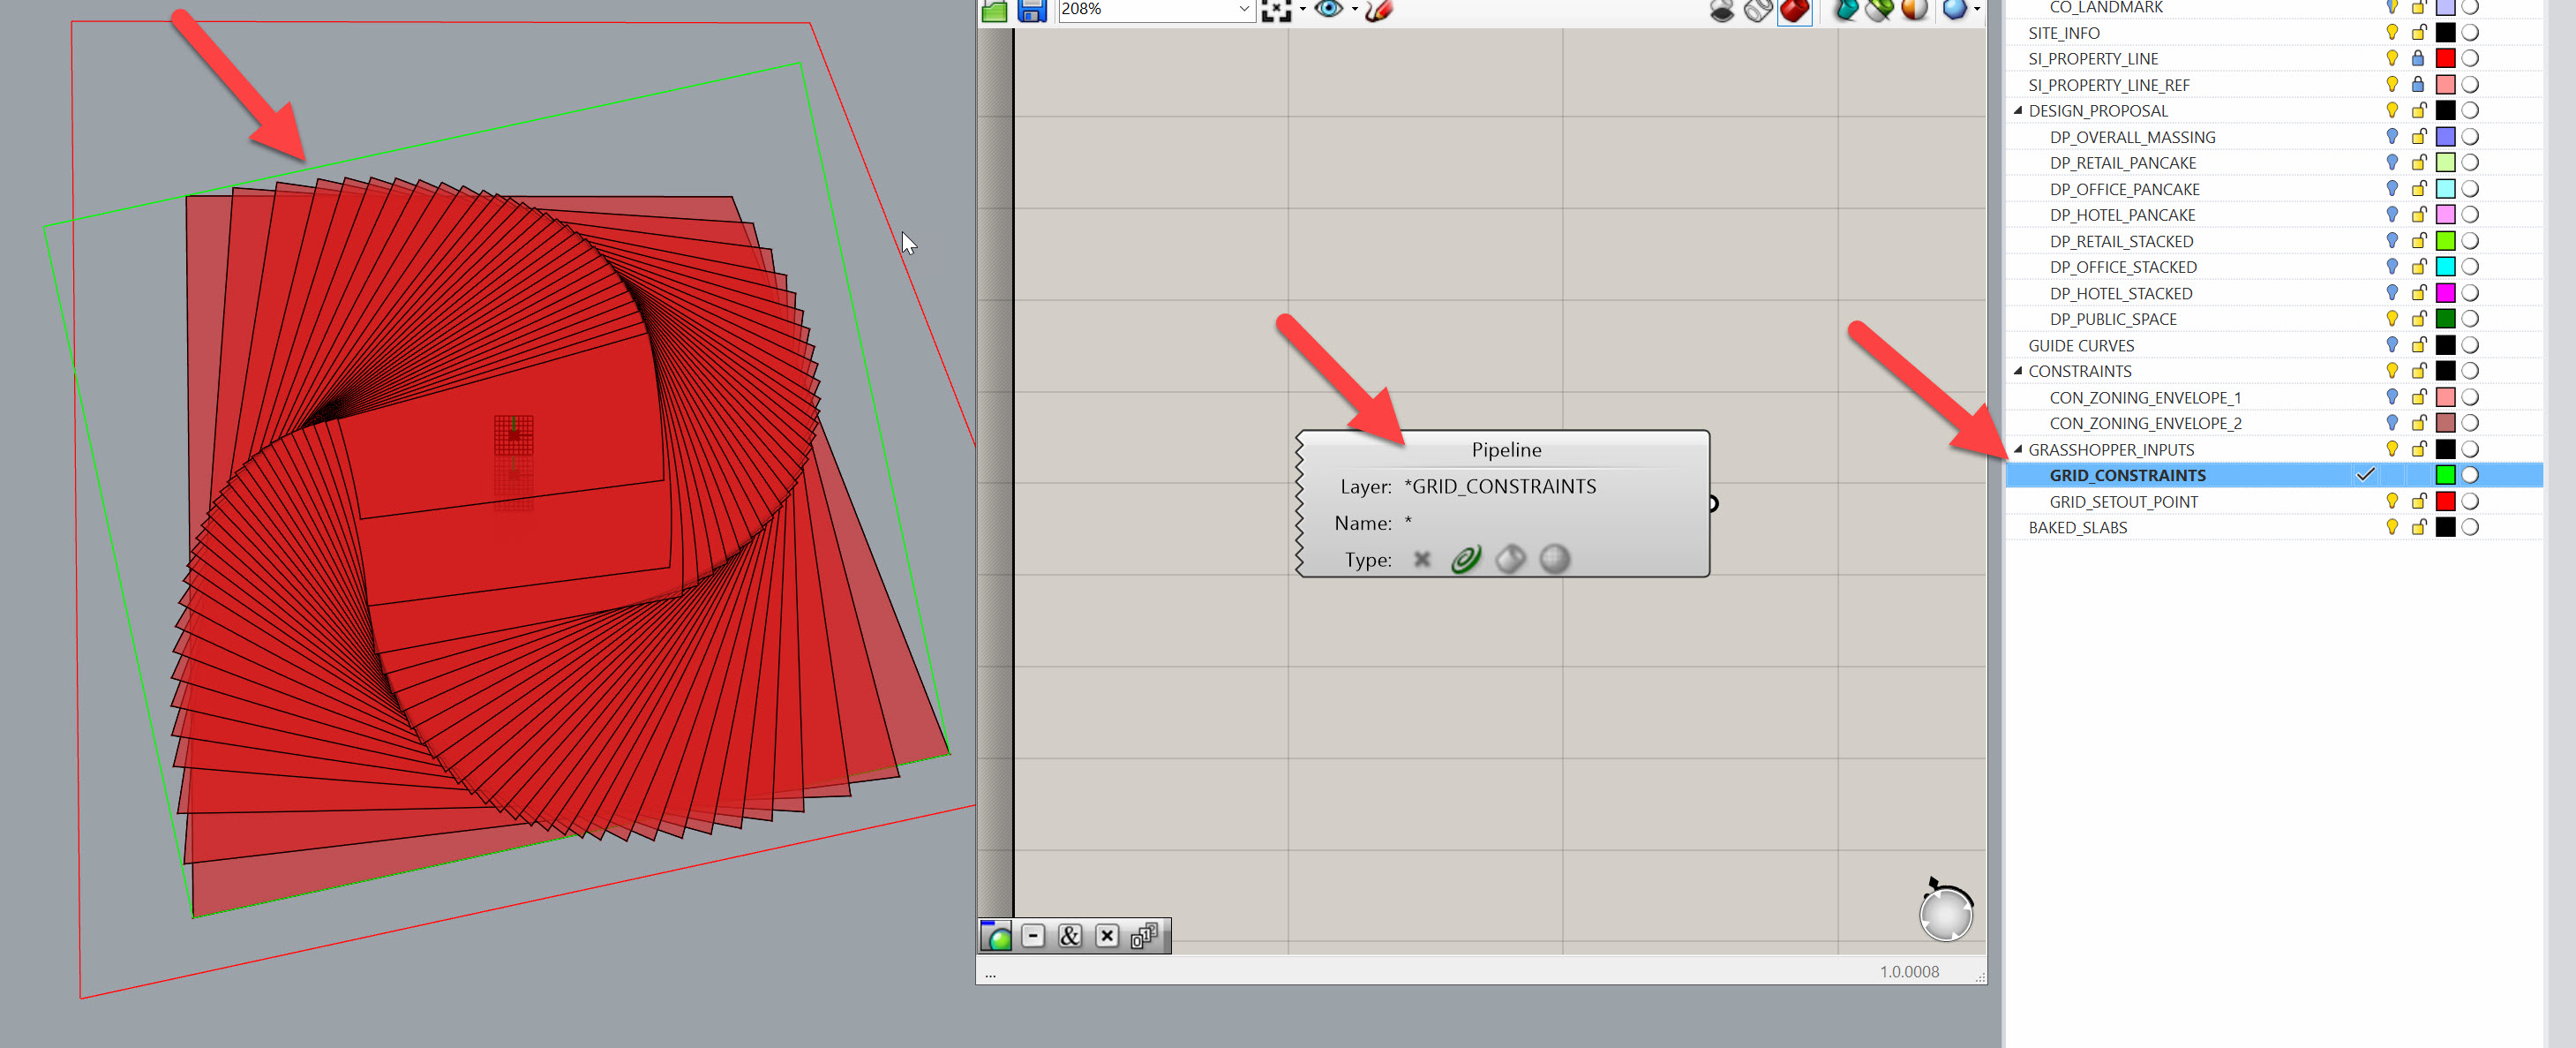 208%
Pipeline
Layer: *GRID_CONSTRAINTS
Name: *
Type:
...
1.0.0008
CO_LANDMARK
SITE_INFO
SI_PROPERTY_LINE
SI_PROPERTY_LINE_REF
DESIGN_PROPOSAL
DP_OVERALL_MASSING
DP_RETAIL_PANCAKE
DP_OFFICE_PANCAKE
DP_HOTEL_PANCAKE
DP_RETAIL_STACKED
DP_OFFICE_STACKED
DP_HOTEL_STACKED
DP_PUBLIC_SPACE
GUIDE CURVES
CONSTRAINTS
CON_ZONING_ENVELOPE_1
CON_ZONING_ENVELOPE_2
GRASSHOPPER_INPUTS
GRID_CONSTRAINTS
GRID_SETOUT_POINT
BAKED_SLABS